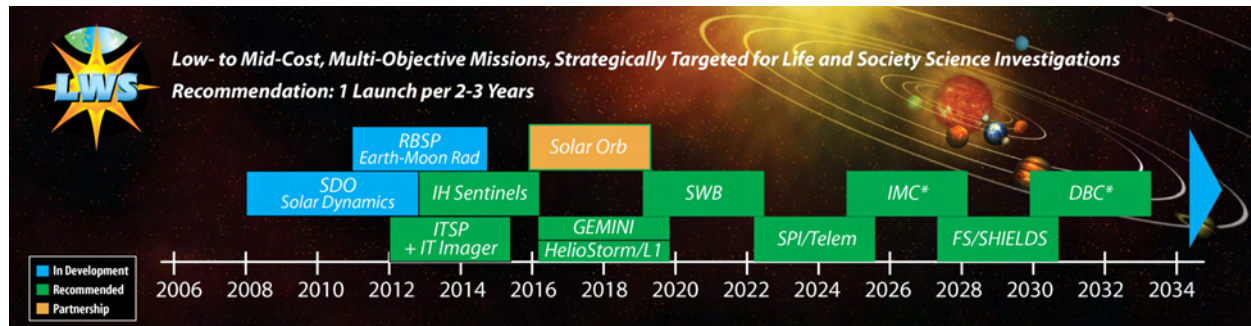 LWS
Low- to Mid-Cost, Multi-Objective Missions, Strategically Targeted for Life and Society Science Investigations
Recommendation: 1 Launch per 2-3 Years
RBSP
Earth-Moon Rad
Solar Orb
SDO
Solar Dynamics
IH Sentinels
SWB
IMC*
DBC*
ITSP
+ IT Imager
GEMINI
HelioStorm/L1
SPI/Telem
FS/SHIELDS
In Development
Recommended
Partnership
2006 2008 2010 2012 2014 2016 2018 2020 2022 2024 2026 2028 2030 2032 2034